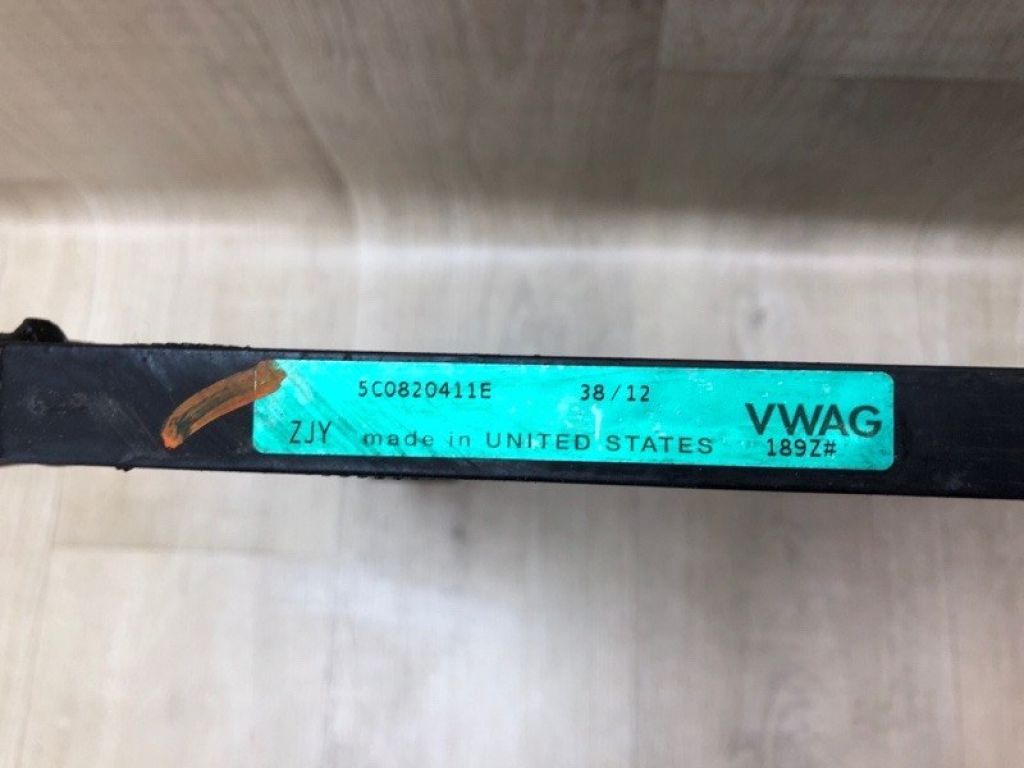 5C0820411E 38/12
ZJY made in UNITED STATES VWAG
189Z#